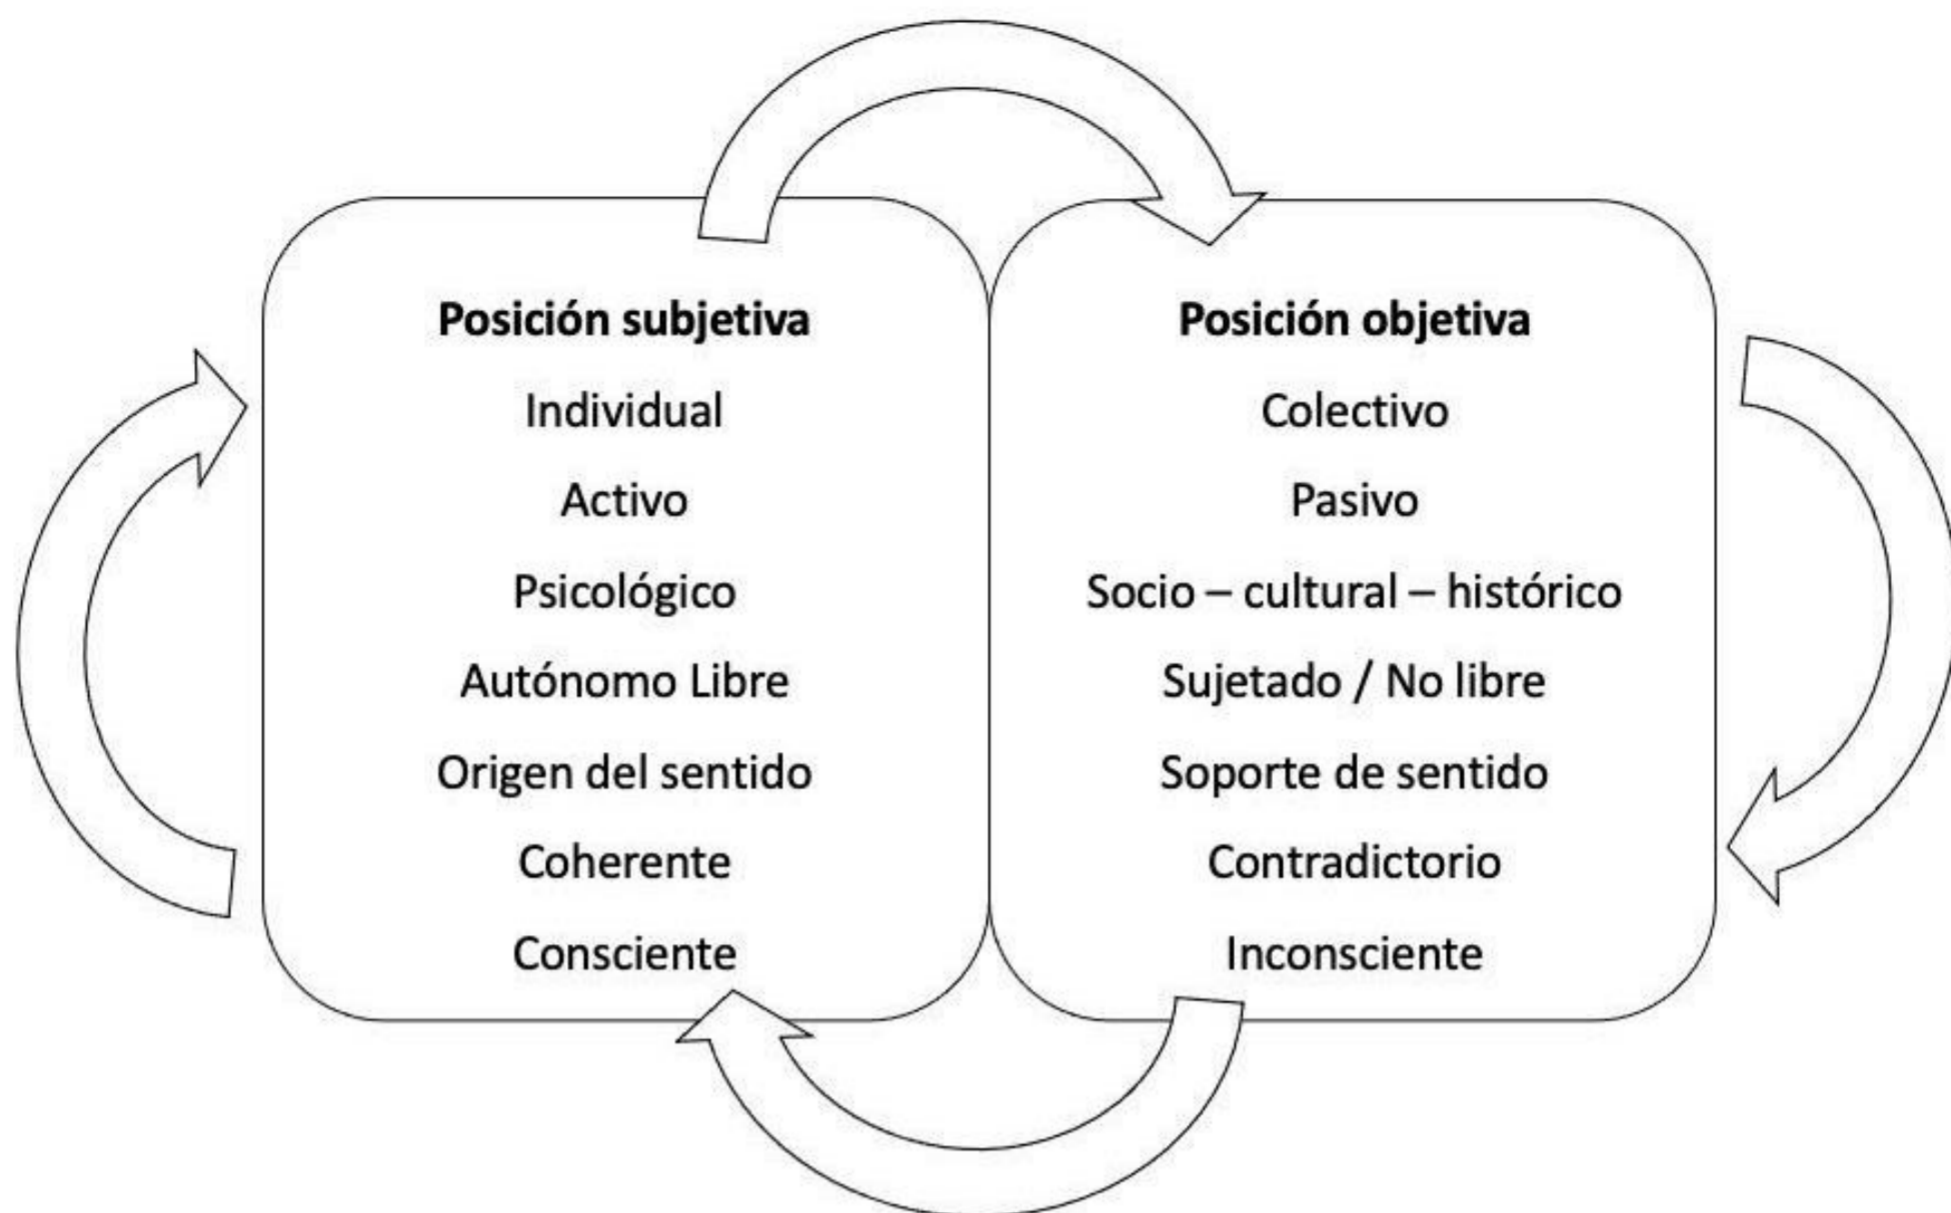 Posición subjetiva
Individual
Activo
Psicológico
Autónomo Libre
Origen del sentido
Coherente
Consciente
Posición objetiva
Colectivo
Pasivo
Socio – cultural – histórico
Sujetado / No libre
Soporte de sentido
Contradictorio
Inconsciente